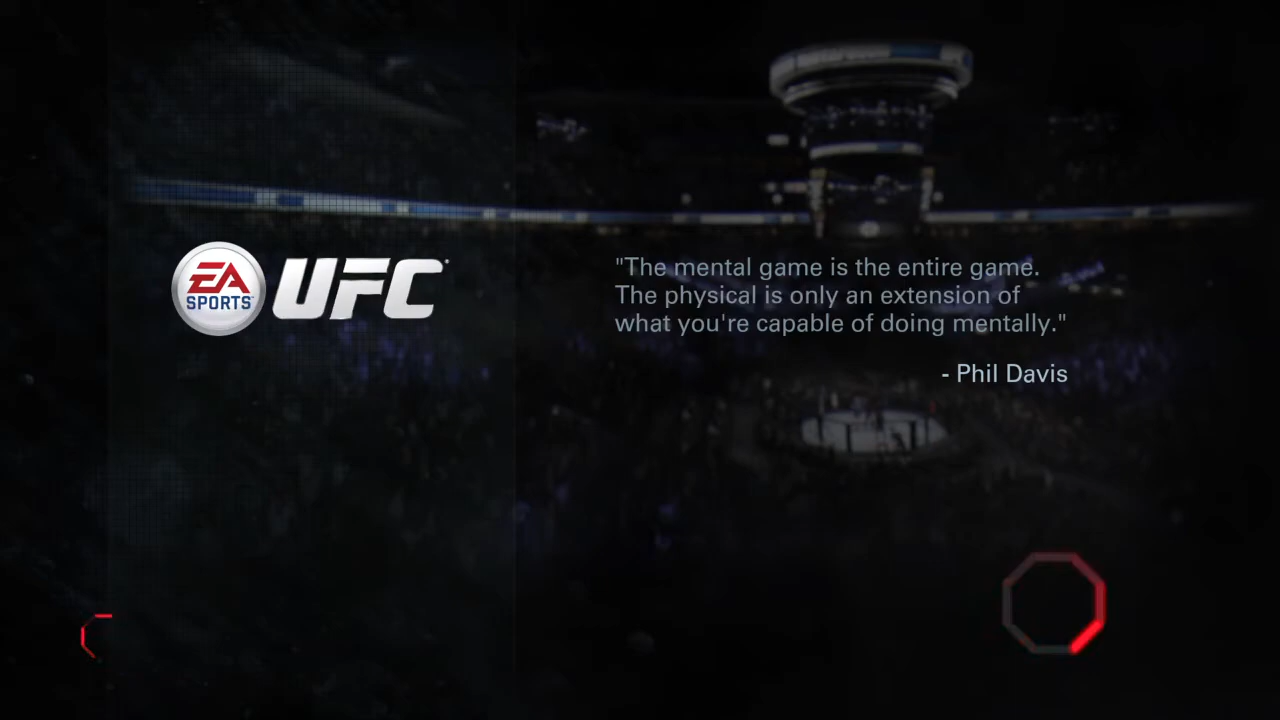 EA
SPORTS
UFC
"The mental game is the entire game.
The physical is only an extension of
what you're capable of doing mentally."
- Phil Davis